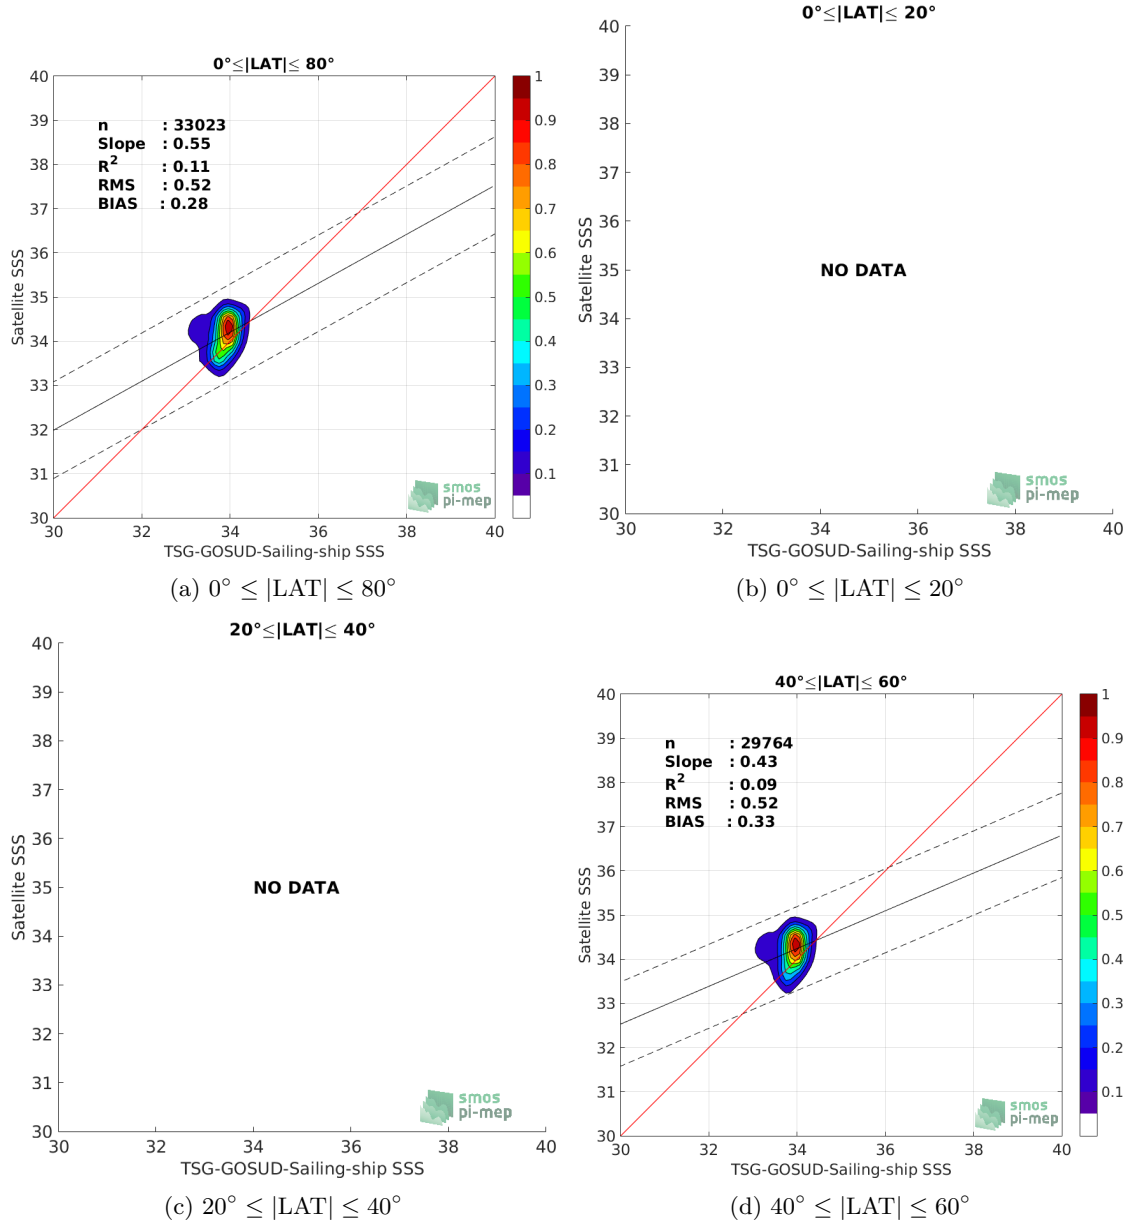 0°≤|LAT|≤ 80°
40
39
38
37
36
35
34
33
32
31
30
Satellite SSS
n : 33023
Slope : 0.55
R² : 0.11
RMS : 0.52
BIAS : 0.28
1
0.9
0.8
0.7
0.6
0.5
0.4
0.3
0.2
0.1
smos
pi-mep
30 32 34 36 38 40
TSG-GOSUD-Sailing-ship SSS
(a) 0° ≤ |LAT| ≤ 80°
0°≤|LAT|≤ 20°
40
39
38
37
36
35
34
33
32
31
30
Satellite SSS
NO DATA
smos
pi-mep
30 32 34 36 38 40
TSG-GOSUD-Sailing-ship SSS
(b) 0° ≤ |LAT| ≤ 20°
20°≤|LAT|≤ 40°
40
39
38
37
36
35
34
33
32
31
30
Satellite SSS
NO DATA
smos
pi-mep
30 32 34 36 38 40
TSG-GOSUD-Sailing-ship SSS
(c) 20° ≤ |LAT| ≤ 40°
40°≤|LAT|≤ 60°
40
39
38
37
36
35
34
33
32
31
30
Satellite SSS
n : 29764
Slope : 0.43
R² : 0.09
RMS : 0.52
BIAS : 0.33
1
0.9
0.8
0.7
0.6
0.5
0.4
0.3
0.2
0.1
smos
pi-mep
30 32 34 36 38 40
TSG-GOSUD-Sailing-ship SSS
(d) 40° ≤ |LAT| ≤ 60°